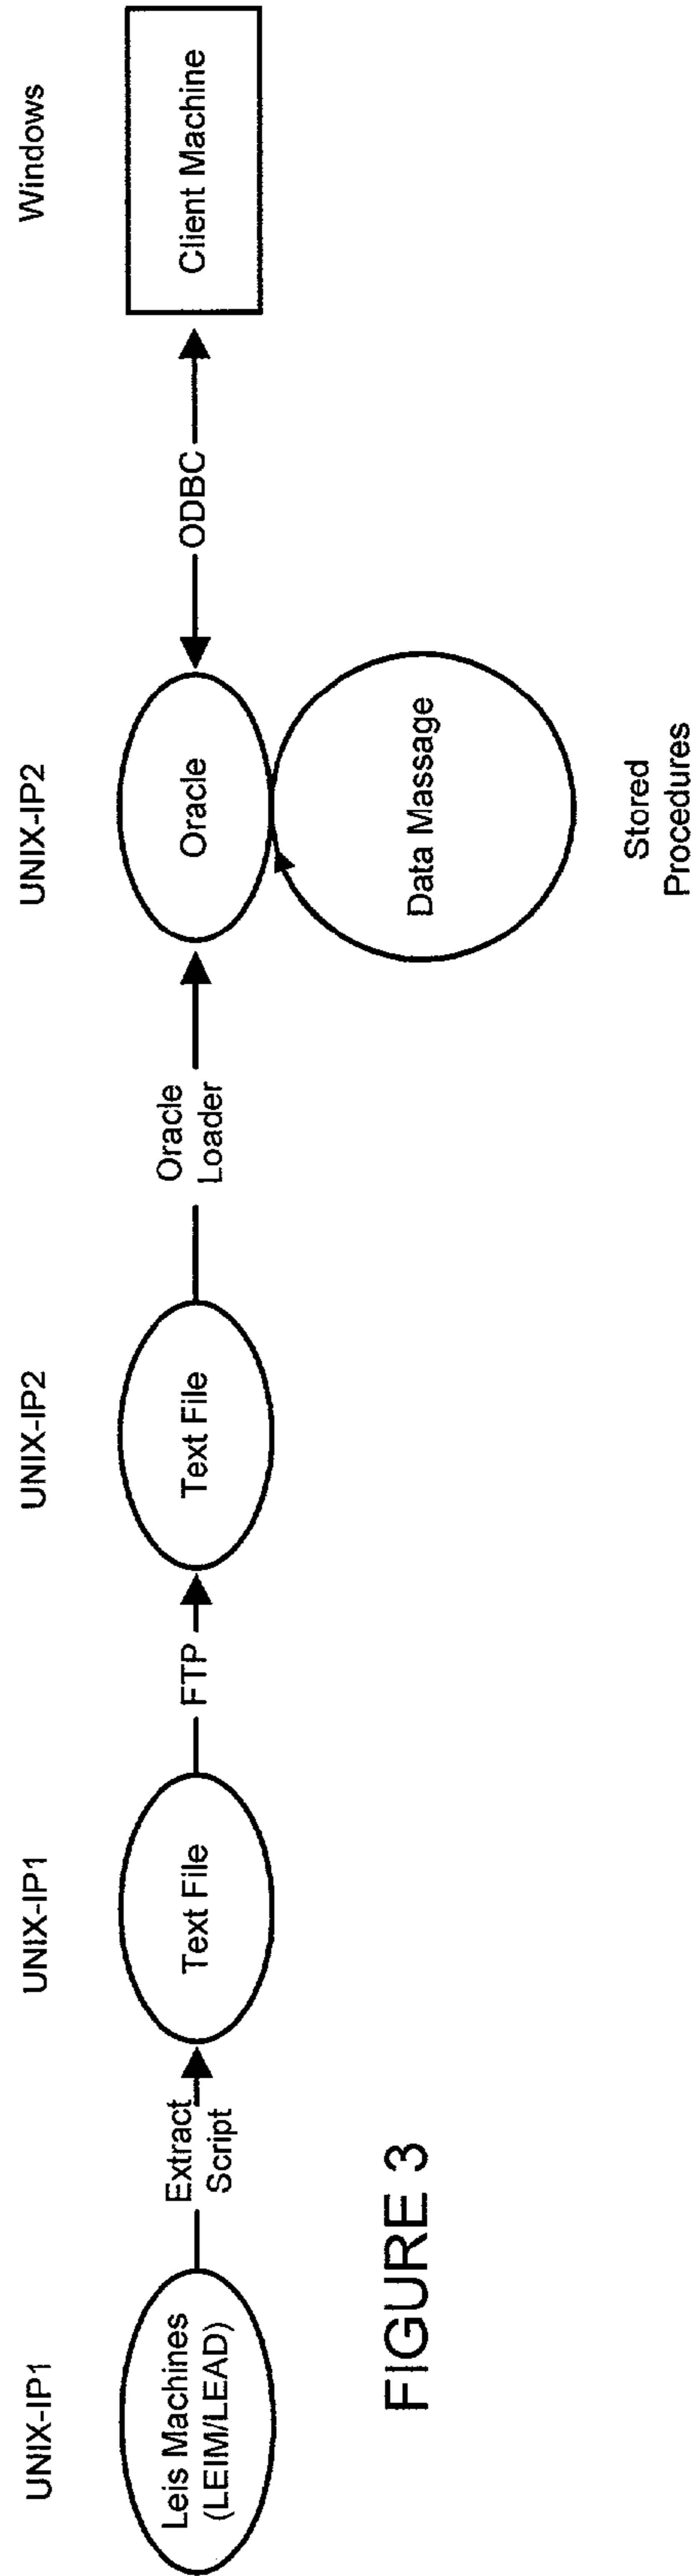 UNIX-IP1
Leis Machines
(LEIM/LEAD)
Extract
Script
UNIX-IP1
Text File
FTP
UNIX-IP2
Text File
Oracle
Loader
UNIX-IP2
Oracle
Data Massage
Stored
Procedures
ODBC
Windows
Client Machine
FIGURE 3